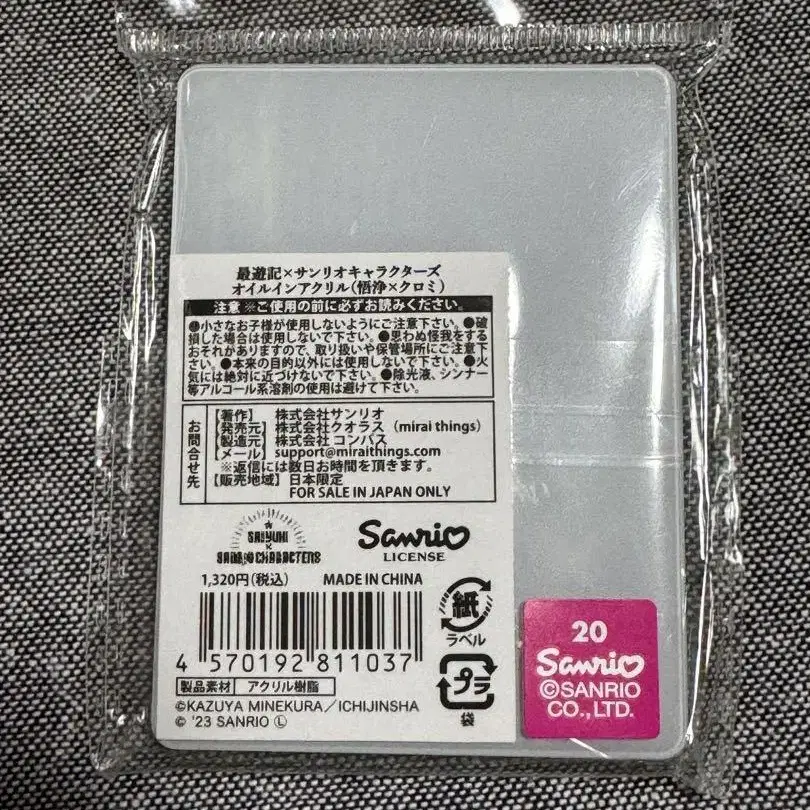 最遊記×サンリオキャラクターズ
オイルインアクリル(悟浄×クロミ)
注意 ※ご使用の前に必ずお読みください。
●小さなお子様が使用しないようにご注意下さい。●破
損した場合は使用しないで下さい。●思わぬ怪我をする
おそれがありますので、取り扱いや保管場所にご注意下
さい。●本来の目的以外には使用しないで下さい。●火
気には絶対に近づけないで下さい。●除光液、シンナー
等アルコール系溶剤の使用は避けて下さい。
お問合せ先
【著作】 株式会社サンリオ
【発売元】 株式会社クオラス (mirai things)
【製造元】 株式会社 コンパス
【メール】 support@miraithings.com
※返信には数日お時間を頂きます。
【販売地域】 日本限定
FOR SALE IN JAPAN ONLY
SAIYUKI
×
SANRIO CHARACTERS
Sanrio
LICENSE
1,320円(税込)
MADE IN CHINA
紙
ラベル
4 570192 811037
プラ
袋
製品素材 アクリル樹脂
©KAZUYA MINEKURA/ICHIJINSHA
© '23 SANRIO Ⓛ
20
Sanrio
©SANRIO
CO.,LTD.